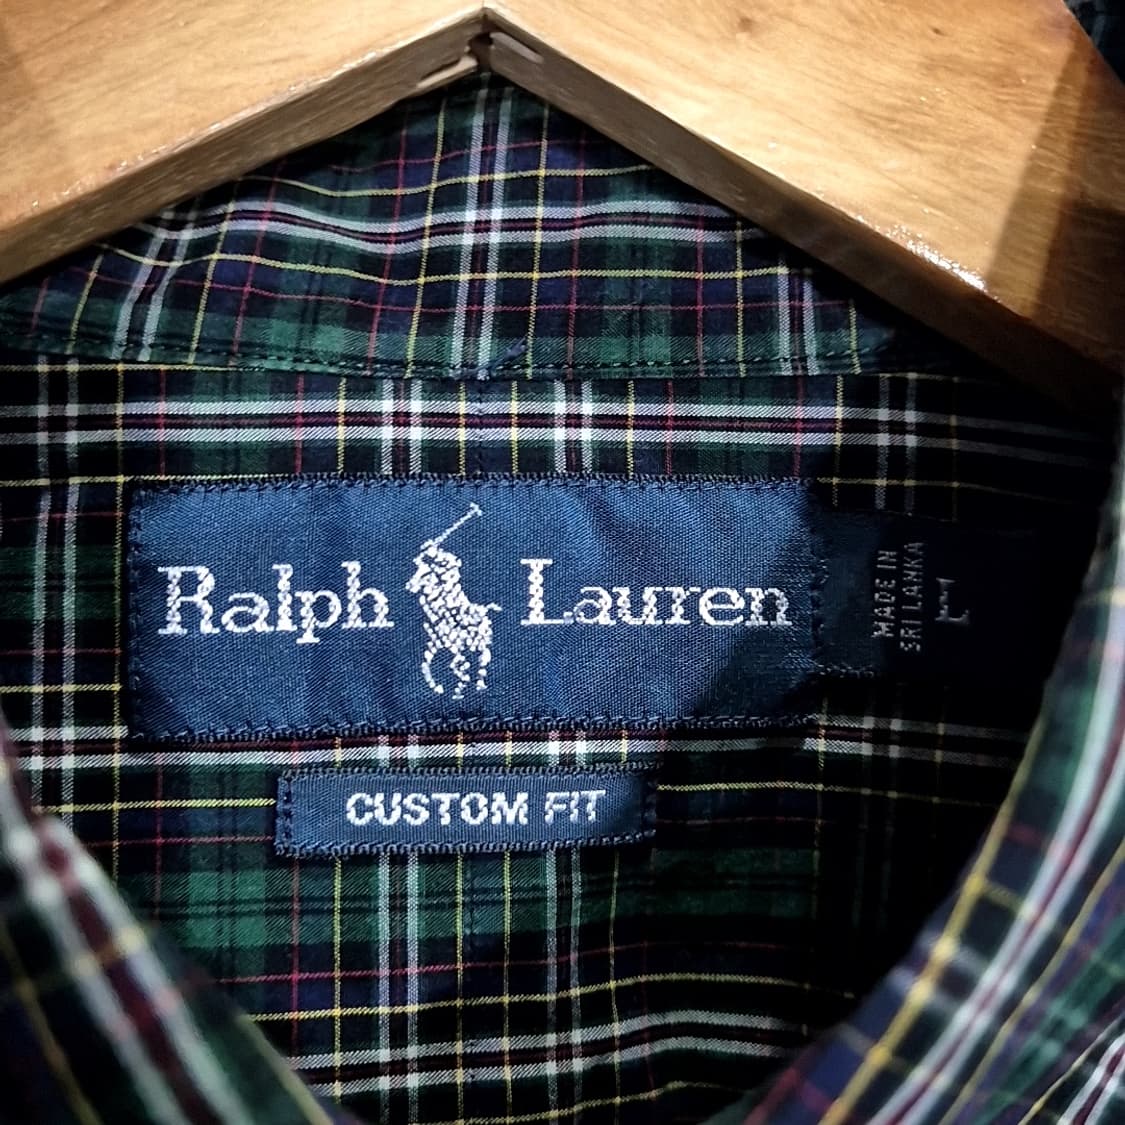 Ralph Lauren
CUSTOM FIT
MADE IN
SRI LANKA
L